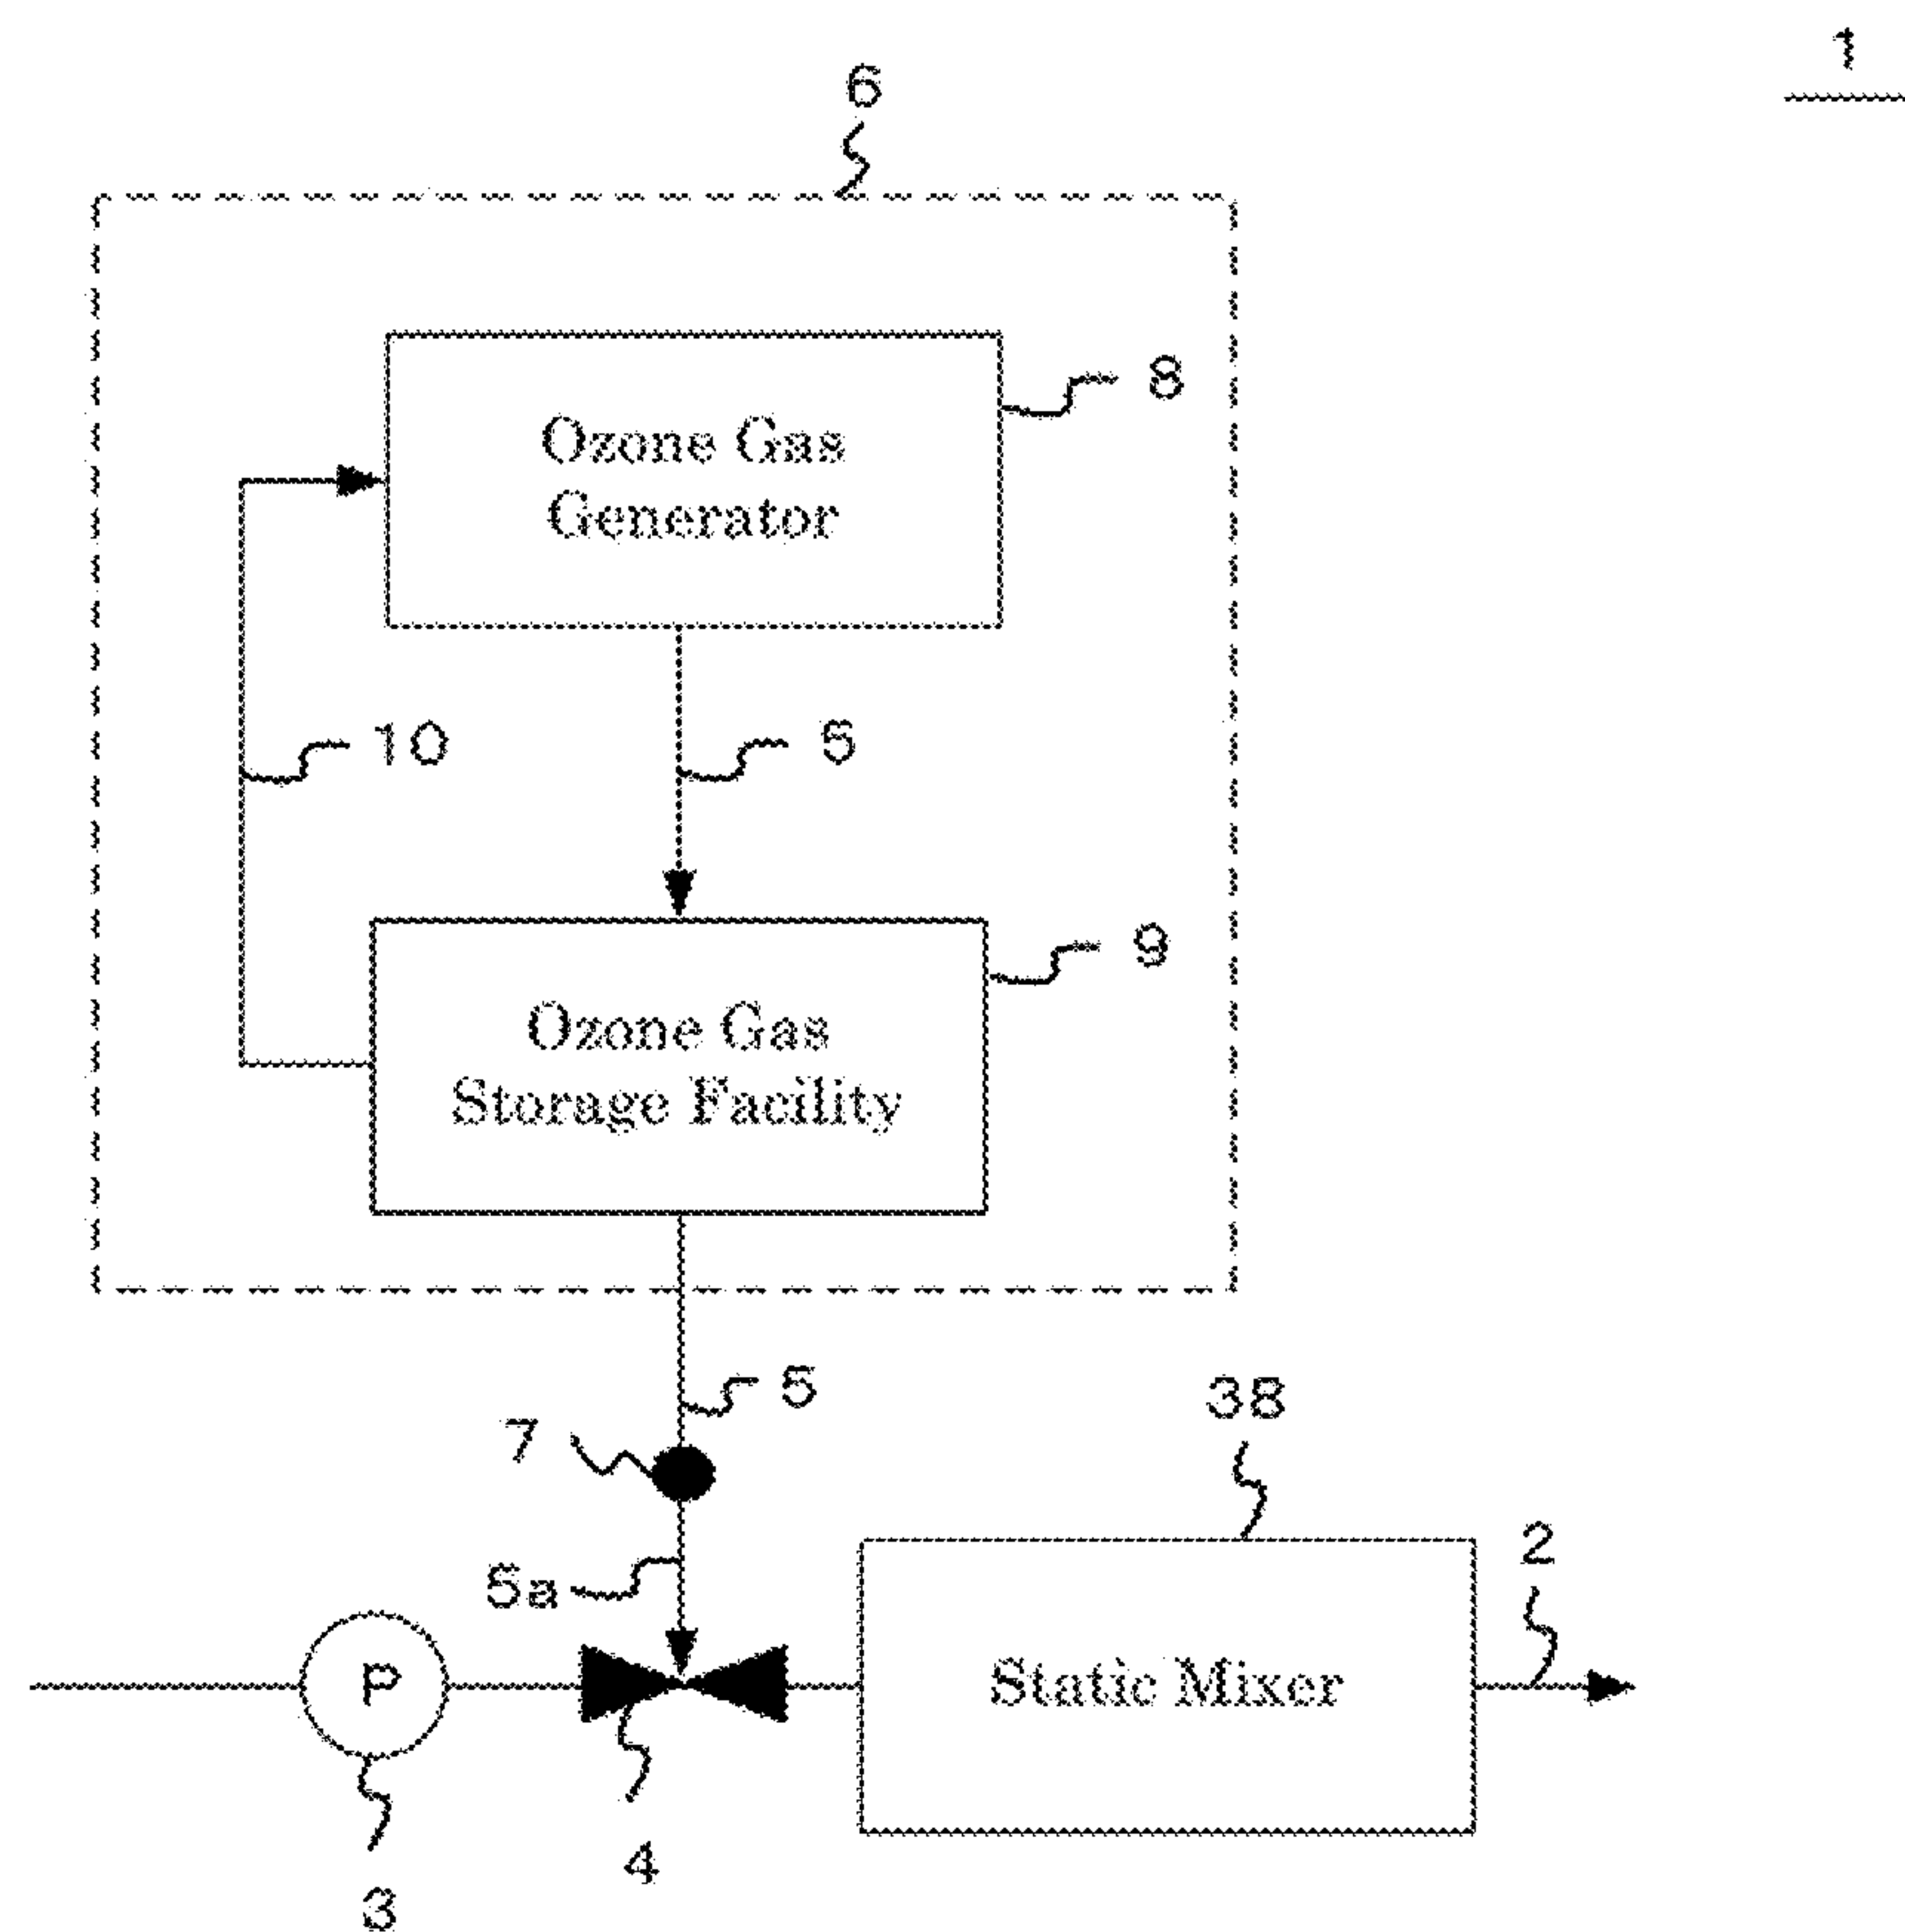 1
6
8
Ozone Gas
Generator
10
5
9
Ozone Gas
Storage Facility
5
7
38
5a
2
P
Static Mixer
4
3